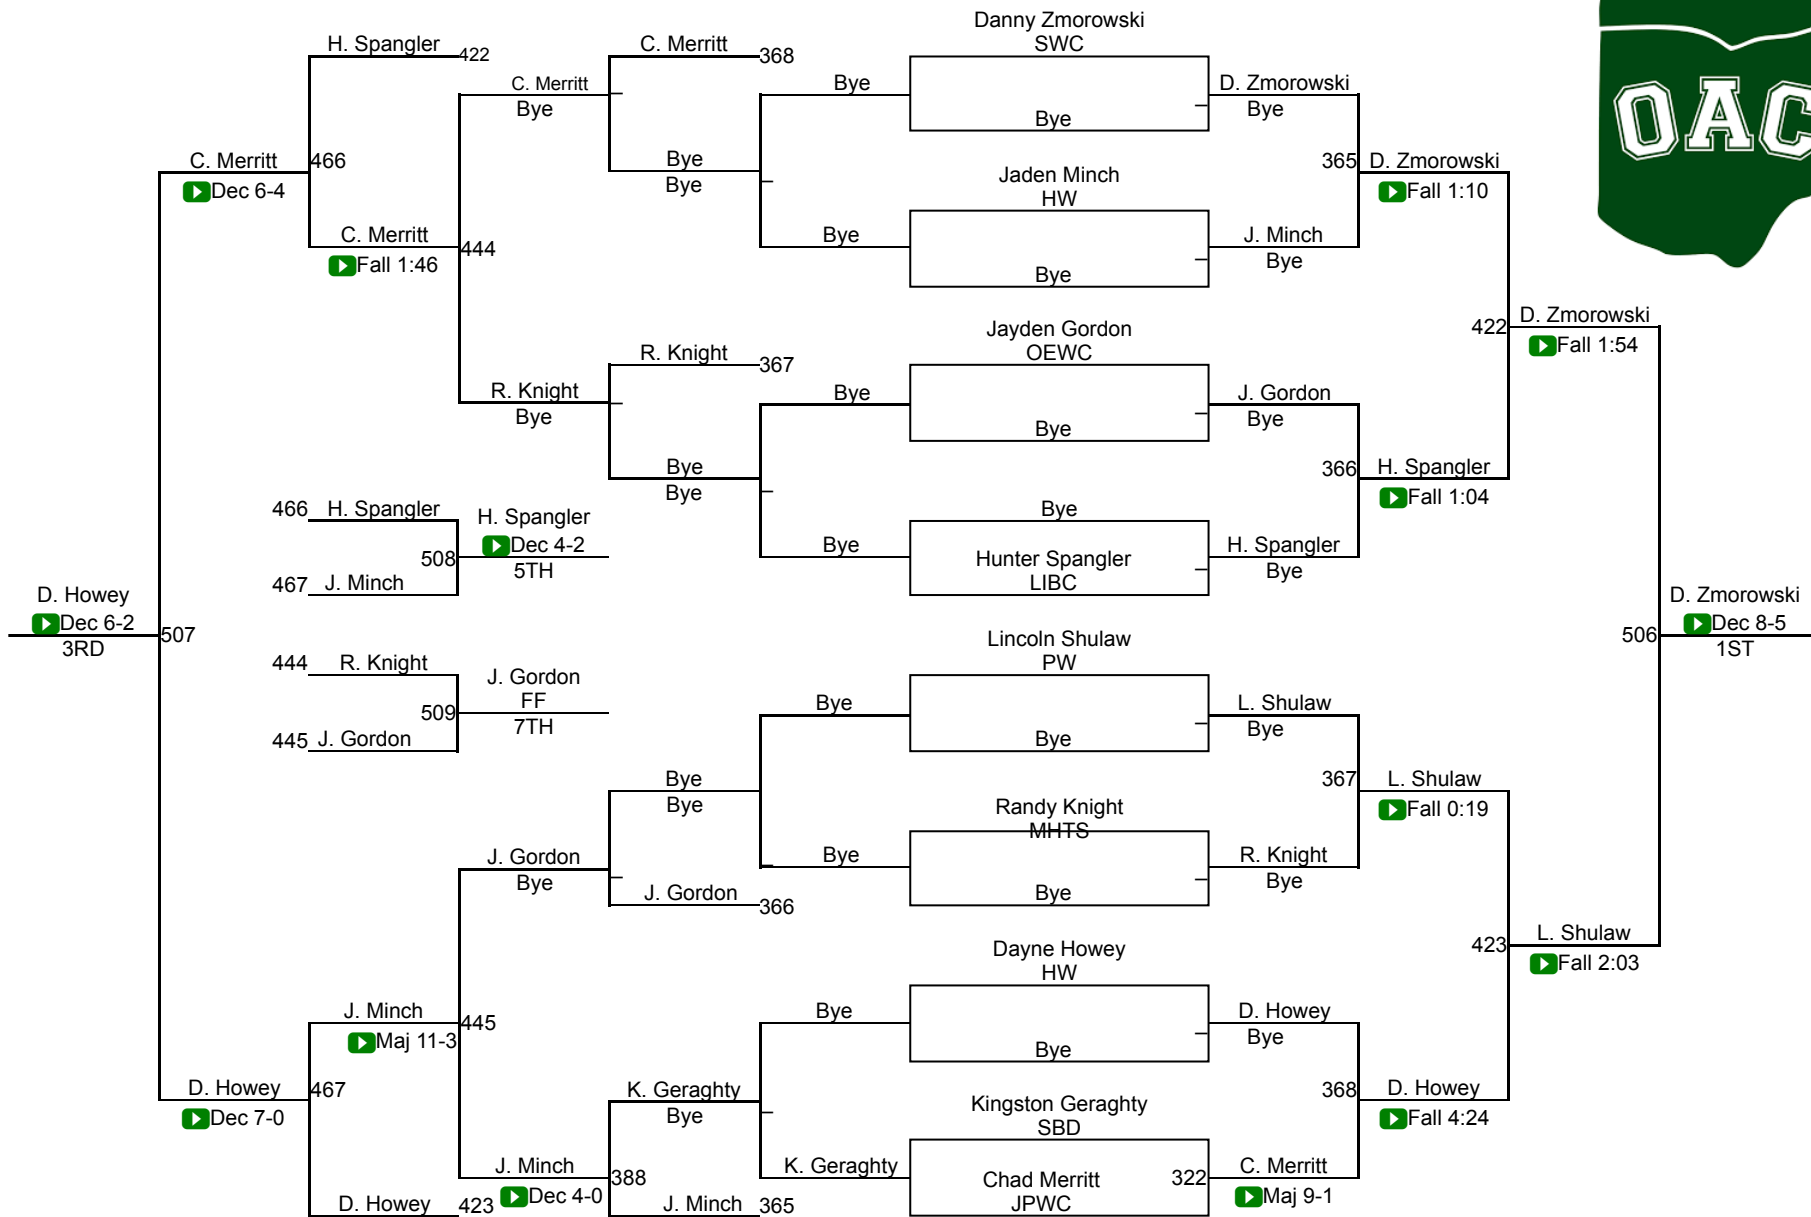 Danny Zmorowski
SWC
H. Spangler
422
C. Merritt
368
C. Merritt
Bye
Bye
D. Zmorowski
Bye
Bye
OAC
C. Merritt
466
Dec 6-4
Bye
Bye
Jaden Minch
HW
365
D. Zmorowski
Fall 1:10
C. Merritt
444
Fall 1:46
Bye
J. Minch
Bye
Bye
Jayden Gordon
OEWC
422
D. Zmorowski
Fall 1:54
R. Knight
367
R. Knight
Bye
Bye
J. Gordon
Bye
Bye
Bye
Bye
366
H. Spangler
Fall 1:04
466
H. Spangler
H. Spangler
Dec 4-2
5TH
508
467
J. Minch
Bye
Bye
Hunter Spangler
LIBC
H. Spangler
Bye
D. Howey
Dec 6-2
3RD
507
Lincoln Shulaw
PW
506
D. Zmorowski
Dec 8-5
1ST
444
R. Knight
J. Gordon
FF
7TH
509
445
J. Gordon
Bye
L. Shulaw
Bye
Bye
Bye
Bye
Randy Knight
MHTS
367
L. Shulaw
Fall 0:19
J. Gordon
Bye
Bye
R. Knight
Bye
Bye
J. Gordon
366
Dayne Howey
HW
423
L. Shulaw
Fall 2:03
J. Minch
445
Maj 11-3
Bye
D. Howey
Bye
Bye
D. Howey
467
Dec 7-0
K. Geraghty
Bye
Kingston Geraghty
SBD
368
D. Howey
Fall 4:24
J. Minch
388
Dec 4-0
K. Geraghty
Chad Merritt
JPWC
322
C. Merritt
Maj 9-1
D. Howey
423
J. Minch
365